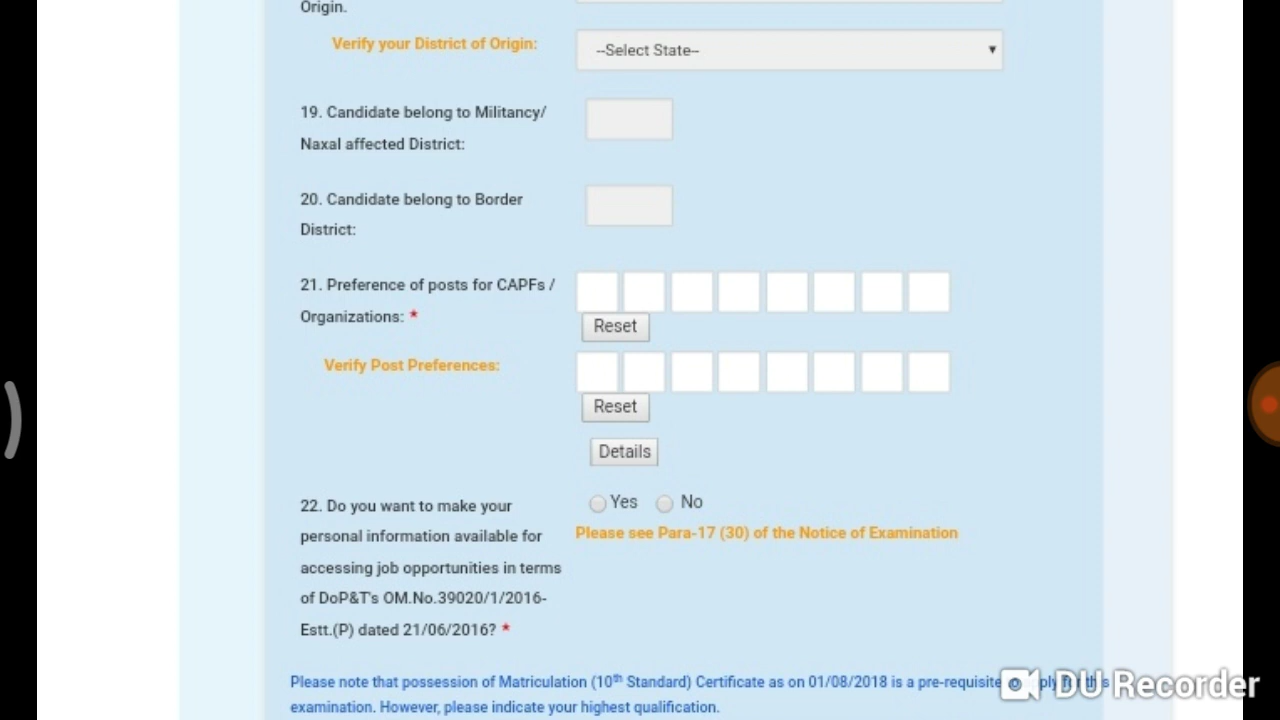 Origin.
Verify your District of Origin:
--Select State--
19. Candidate belong to Militancy/
Naxal affected District:
20. Candidate belong to Border
District:
21. Preference of posts for CAPFs /
Organizations: *
Reset
Verify Post Preferences:
Reset
Details
22. Do you want to make your
personal information available for
accessing job opportunities in terms
of DoP&T's OM.No.39020/1/2016-
Estt.(P) dated 21/06/2016? *
Yes No
Please see Para-17 (30) of the Notice of Examination
Please note that possession of Matriculation (10th Standard) Certificate as on 01/08/2018 is a pre-requisite
examination. However, please indicate your highest qualification.
DU Recorder